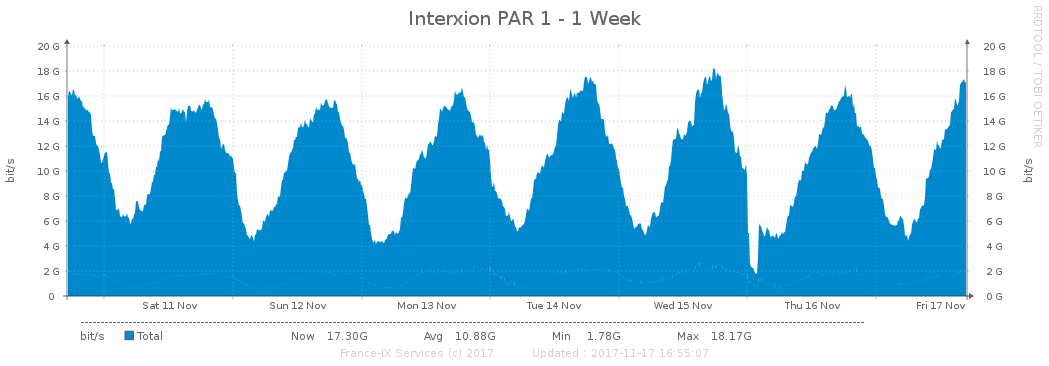 Interxion PAR 1 - 1 Week
RRDTOOL / TOBI OETIKER
20 G 20 G
18 G 18 G
16 G 16 G
14 G 14 G
12 G 12 G
10 G 10 G
8 G 8 G
6 G 6 G
4 G 4 G
2 G 2 G
0 0 G
bit/s bit/s
Sat 11 Nov Sun 12 Nov Mon 13 Nov Tue 14 Nov Wed 15 Nov Thu 16 Nov Fri 17 Nov
bit/s Total Now 17.30G Avg 10.88G Min 1.78G Max 18.17G
France-IX Services (c) 2017 Updated : 2017-11-17 16:55:07